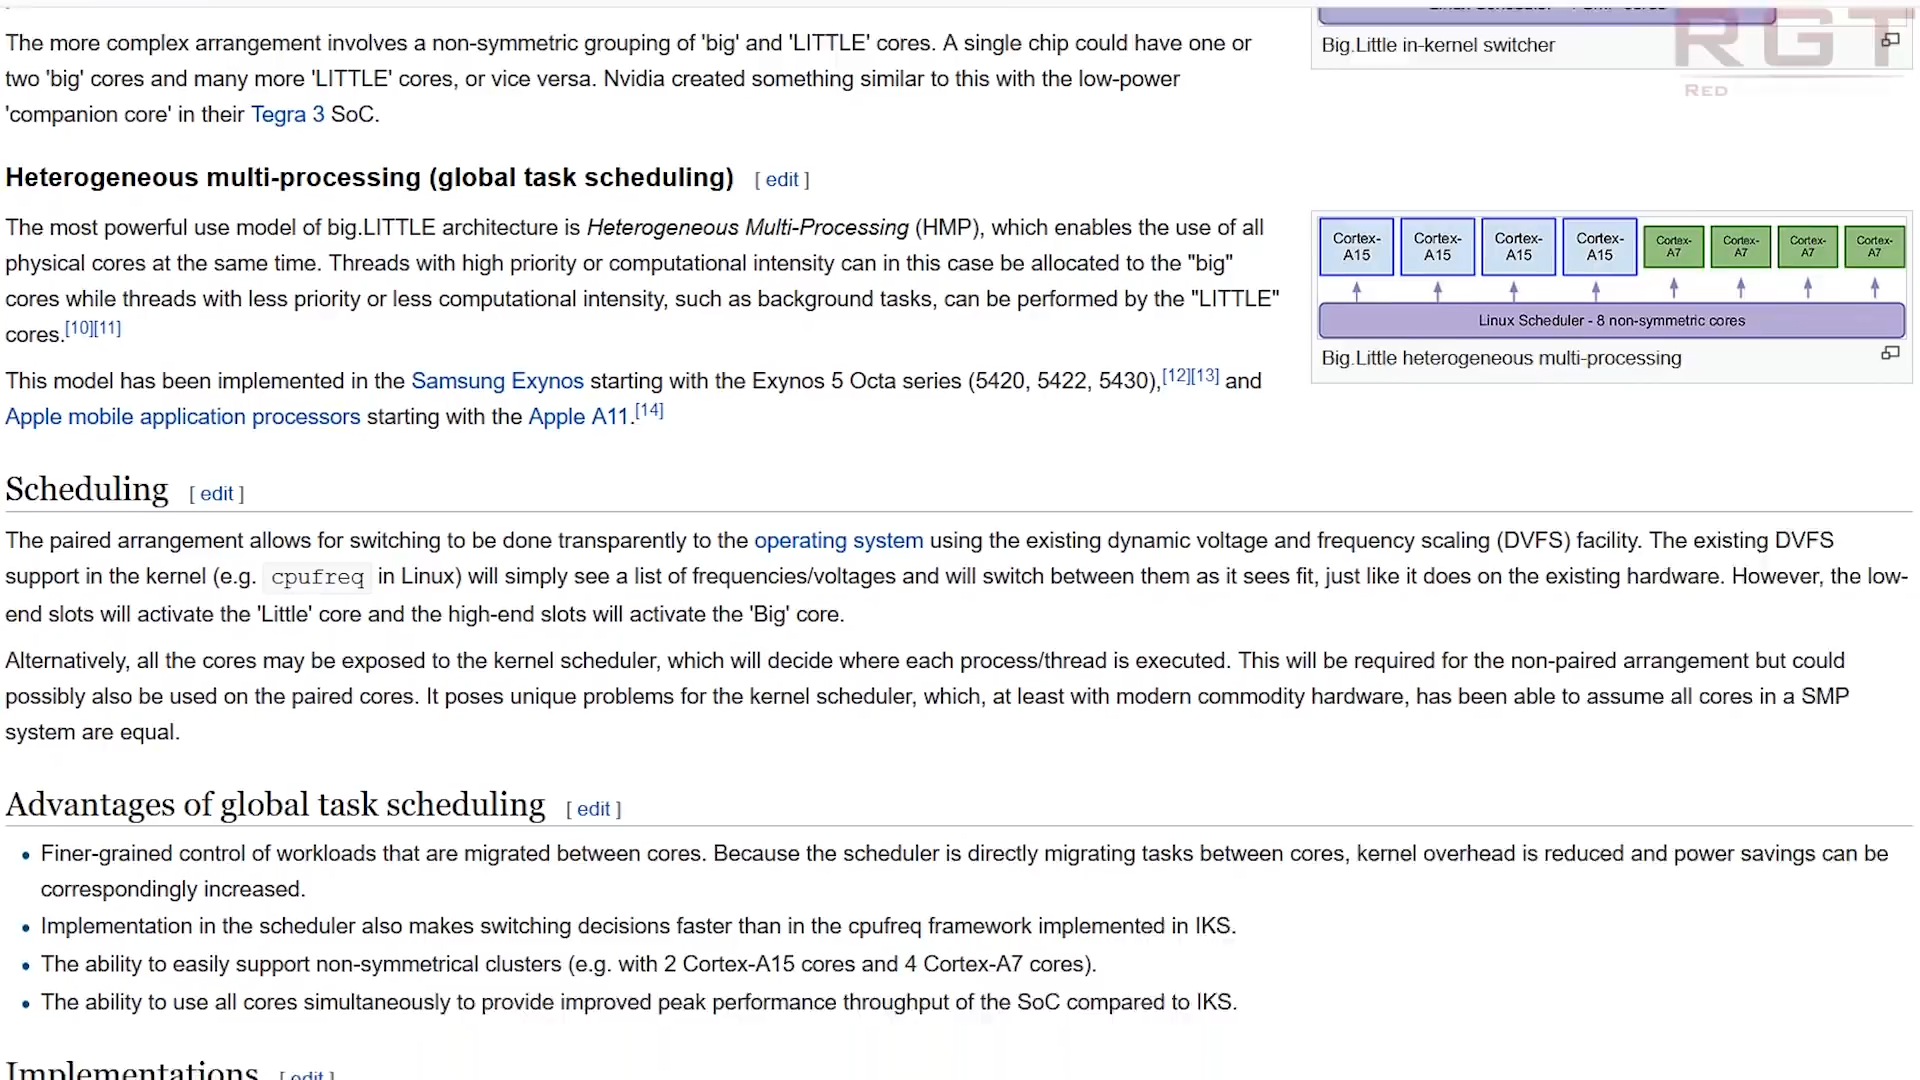 The more complex arrangement involves a non-symmetric grouping of 'big' and 'LITTLE' cores. A single chip could have one or
two 'big' cores and many more 'LITTLE' cores, or vice versa. Nvidia created something similar to this with the low-power
'companion core' in their Tegra 3 SoC.
Big.Little in-kernel switcher
RGT
RED
Heterogeneous multi-processing (global task scheduling) [ edit ]
The most powerful use model of big.LITTLE architecture is Heterogeneous Multi-Processing (HMP), which enables the use of all
physical cores at the same time. Threads with high priority or computational intensity can in this case be allocated to the "big"
cores while threads with less priority or less computational intensity, such as background tasks, can be performed by the "LITTLE"
cores.[10][11]
This model has been implemented in the Samsung Exynos starting with the Exynos 5 Octa series (5420, 5422, 5430),[12][13] and
Apple mobile application processors starting with the Apple A11.[14]
Cortex- Cortex- Cortex- Cortex- Cortex- Cortex- Cortex- Cortex-
A15 A15 A15 A15 A7 A7 A7 A7
Linux Scheduler - 8 non-symmetric cores
Big.Little heterogeneous multi-processing
Scheduling [ edit ]
The paired arrangement allows for switching to be done transparently to the operating system using the existing dynamic voltage and frequency scaling (DVFS) facility. The existing DVFS
support in the kernel (e.g. cpufreq in Linux) will simply see a list of frequencies/voltages and will switch between them as it sees fit, just like it does on the existing hardware. However, the low-
end slots will activate the 'Little' core and the high-end slots will activate the 'Big' core.
Alternatively, all the cores may be exposed to the kernel scheduler, which will decide where each process/thread is executed. This will be required for the non-paired arrangement but could
possibly also be used on the paired cores. It poses unique problems for the kernel scheduler, which, at least with modern commodity hardware, has been able to assume all cores in a SMP
system are equal.
Advantages of global task scheduling [ edit ]
• Finer-grained control of workloads that are migrated between cores. Because the scheduler is directly migrating tasks between cores, kernel overhead is reduced and power savings can be
correspondingly increased.
• Implementation in the scheduler also makes switching decisions faster than in the cpufreq framework implemented in IKS.
• The ability to easily support non-symmetrical clusters (e.g. with 2 Cortex-A15 cores and 4 Cortex-A7 cores).
• The ability to use all cores simultaneously to provide improved peak performance throughput of the SoC compared to IKS.
Implementations [ edit ]